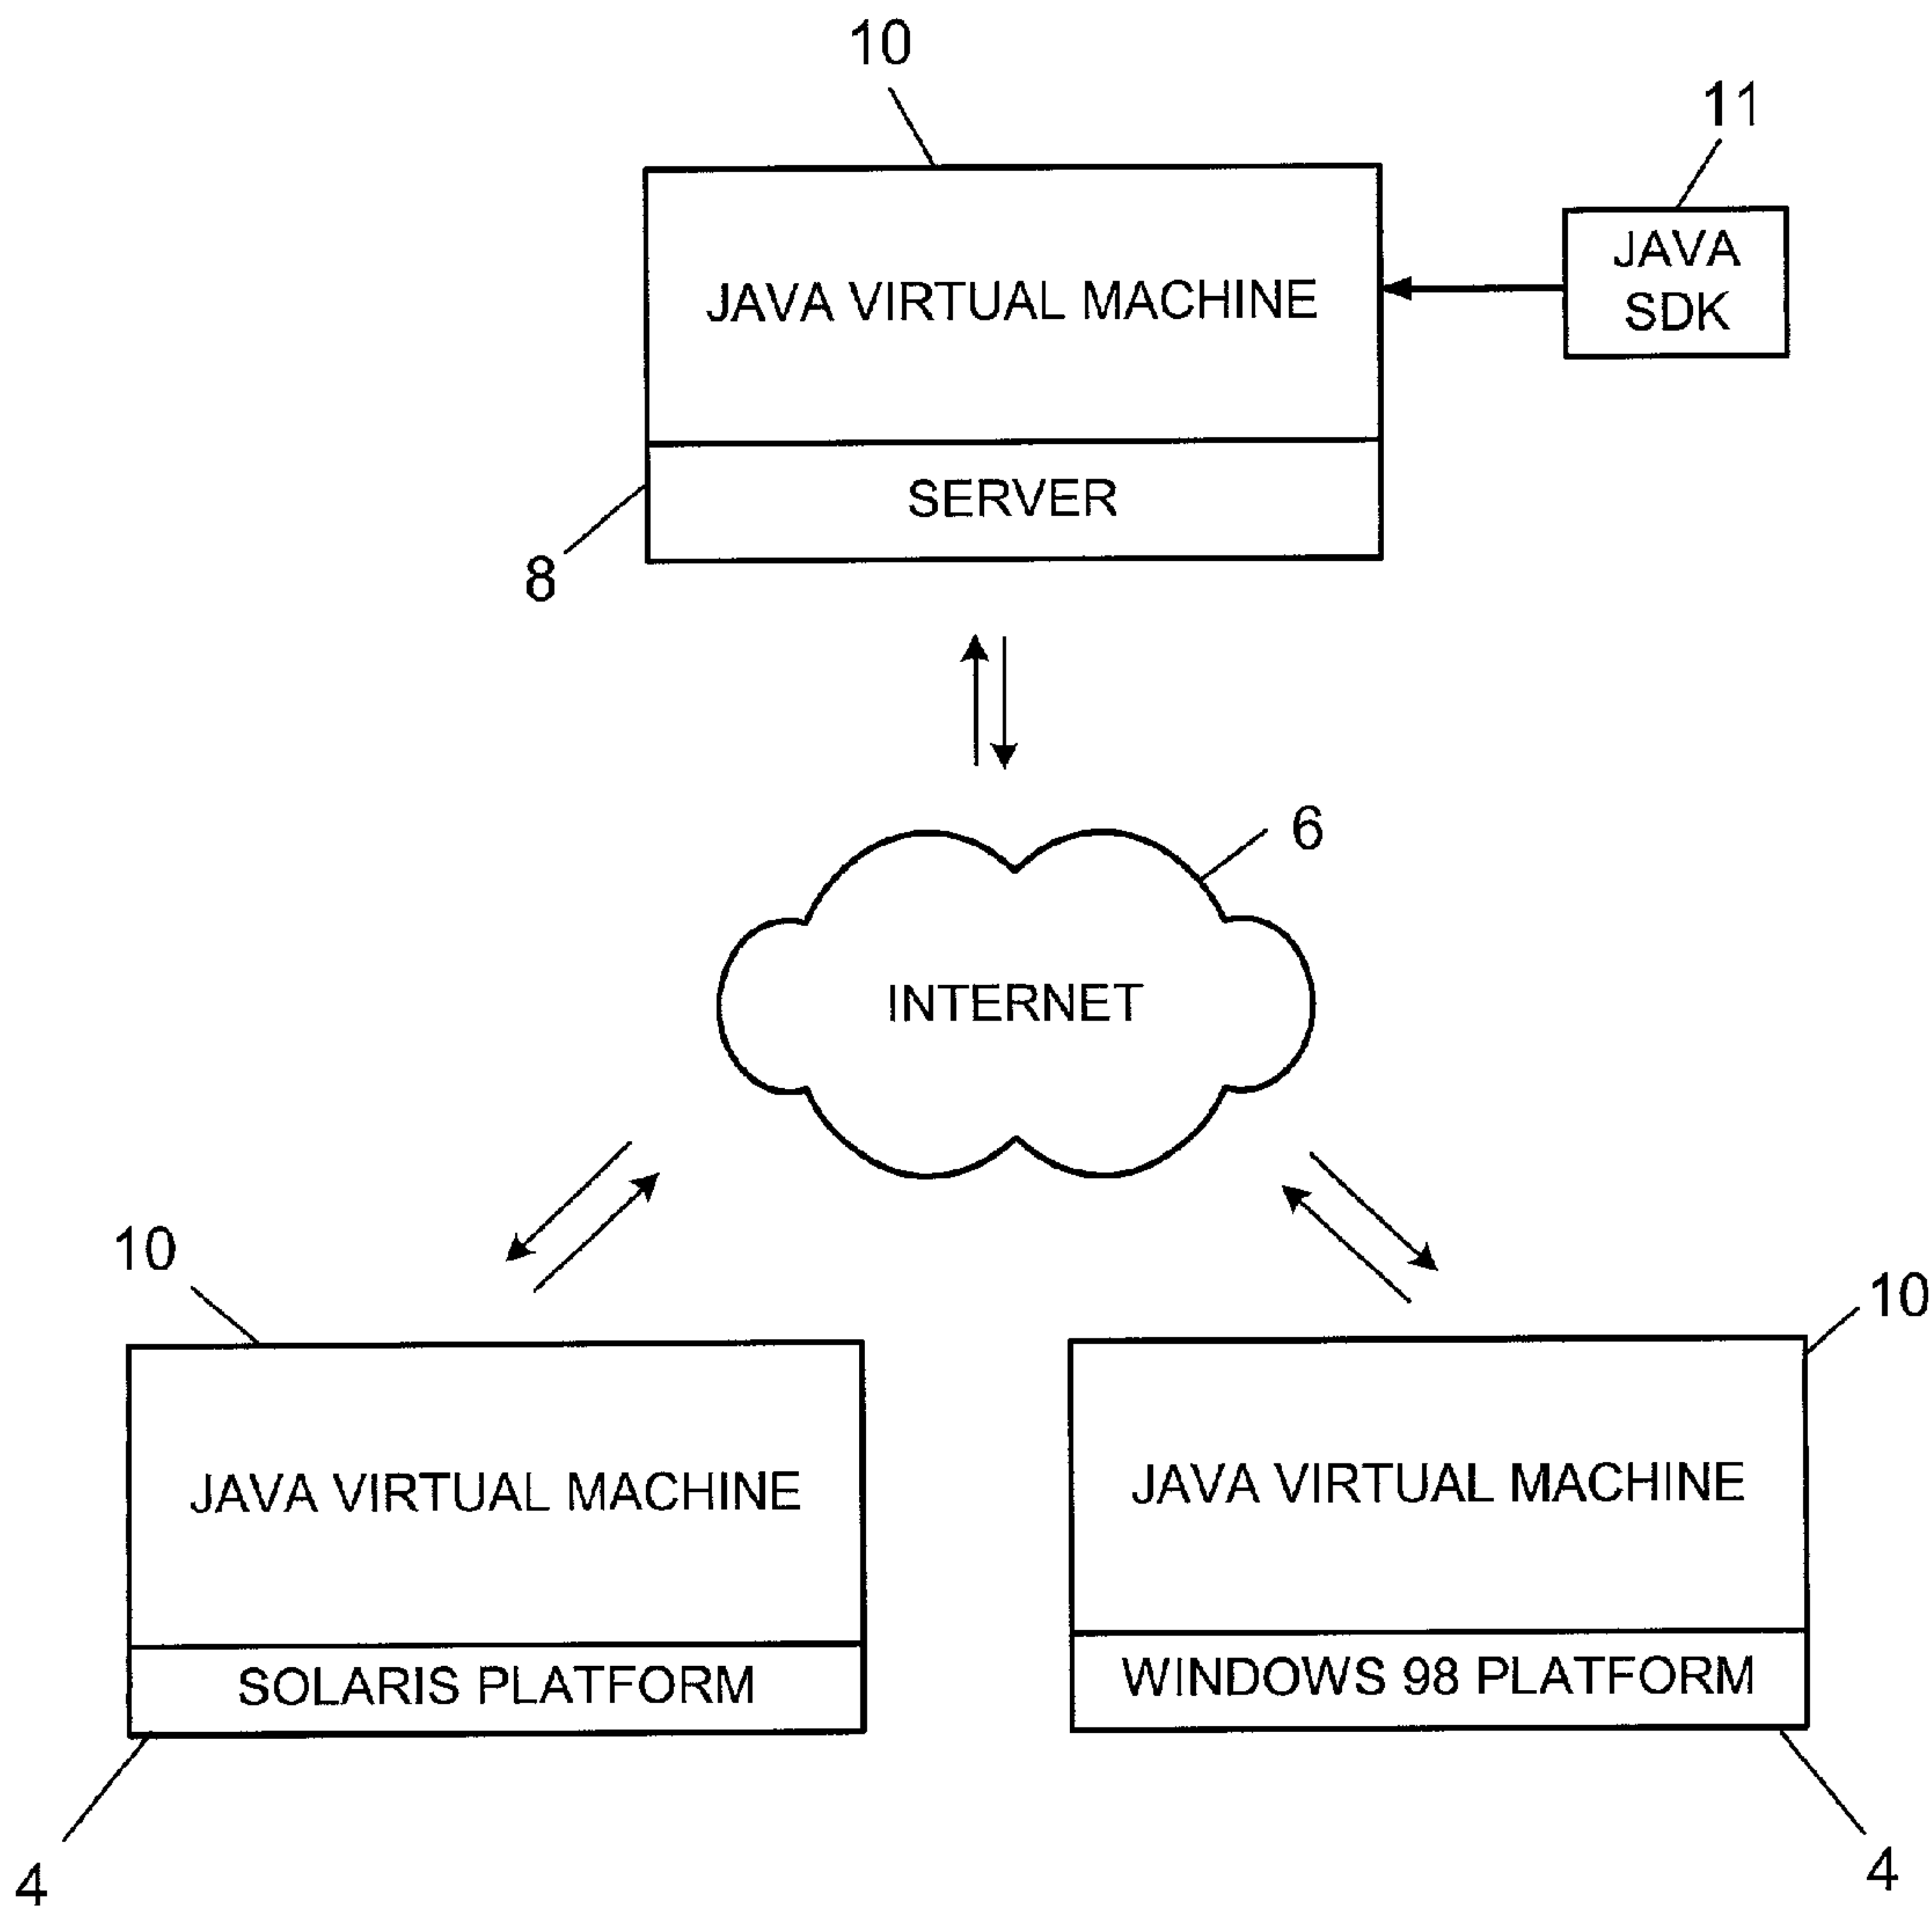 10
11
JAVA VIRTUAL MACHINE
JAVA
SDK
SERVER
8
6
INTERNET
10
10
JAVA VIRTUAL MACHINE
JAVA VIRTUAL MACHINE
SOLARIS PLATFORM
WINDOWS 98 PLATFORM
4
4